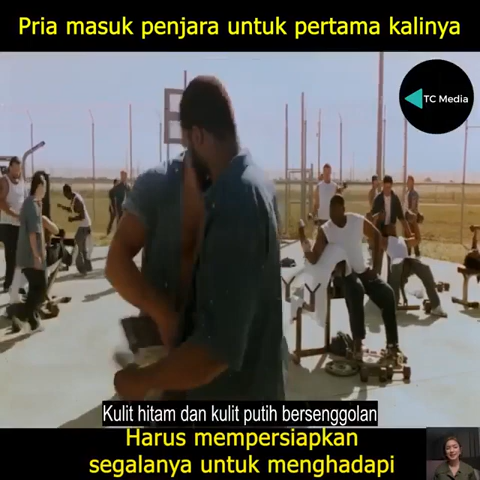 Pria masuk penjara untuk pertama kalinya
TC Media
Kulit hitam dan kulit putih bersenggolan
Harus mempersiapkan
segalanya untuk menghadapi